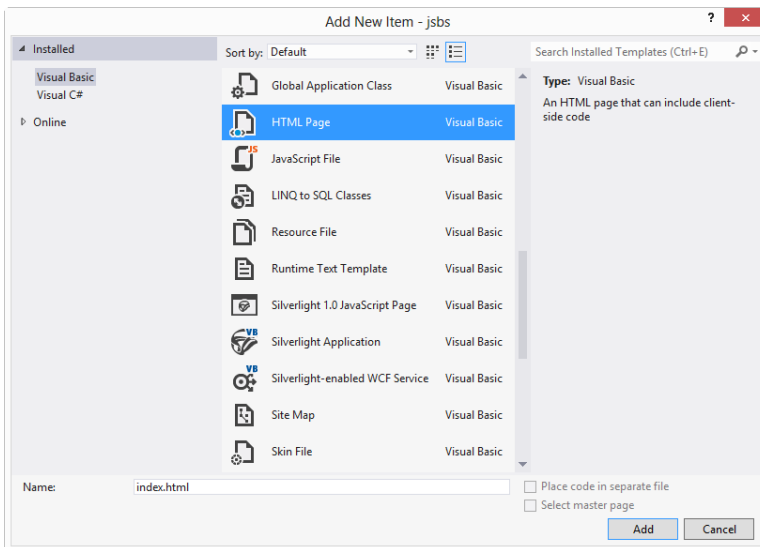 Add New Item - jsbs
?
Installed
Sort by: Default
Search Installed Templates (Ctrl+E)
Visual Basic
Visual C#
Online
Global Application Class Visual Basic
HTML Page Visual Basic
JS
JavaScript File Visual Basic
LINQ to SQL Classes Visual Basic
Resource File Visual Basic
Runtime Text Template Visual Basic
Silverlight 1.0 JavaScript Page Visual Basic
VB
Silverlight Application Visual Basic
VB
Silverlight-enabled WCF Service Visual Basic
Site Map Visual Basic
Skin File Visual Basic
Type: Visual Basic
An HTML page that can include client-
side code
Name: index.html
Place code in separate file
Select master page
Add Cancel